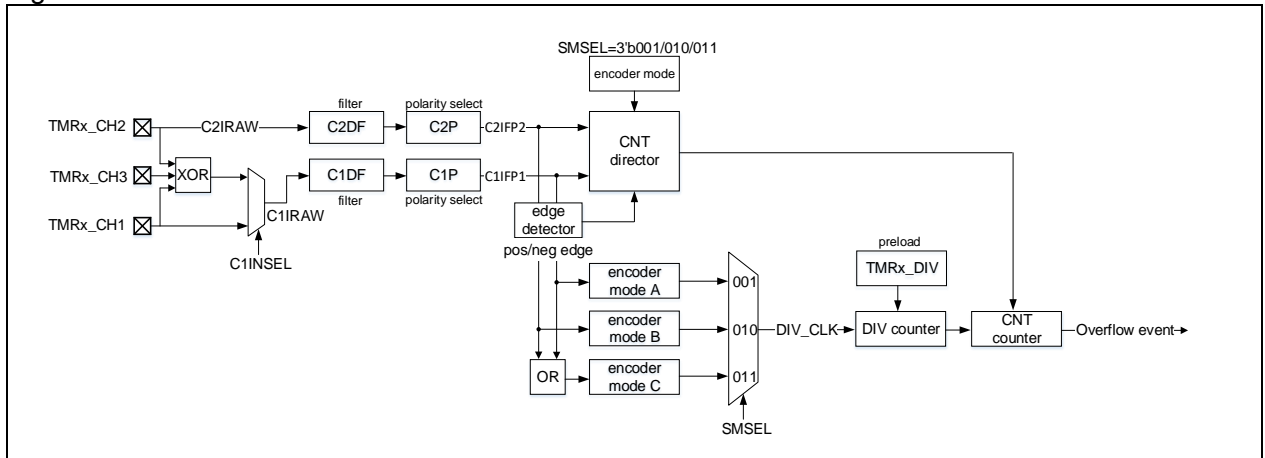 SMSEL=3'b001/010/011
encoder mode
filter
polarity select
TMRx_CH2
C2IRAW
C2DF
C2P
C2IFP2
CNT
director
TMRx_CH3
XOR
C1DF
C1P
C1IFP1
filter
polarity select
C1IRAW
TMRx_CH1
edge
detector
C1INSEL
pos/neg edge
preload
TMRx_DIV
encoder
mode A
001
encoder
mode B
010
DIV_CLK
DIV counter
CNT
counter
Overflow event
OR
encoder
mode C
011
SMSEL